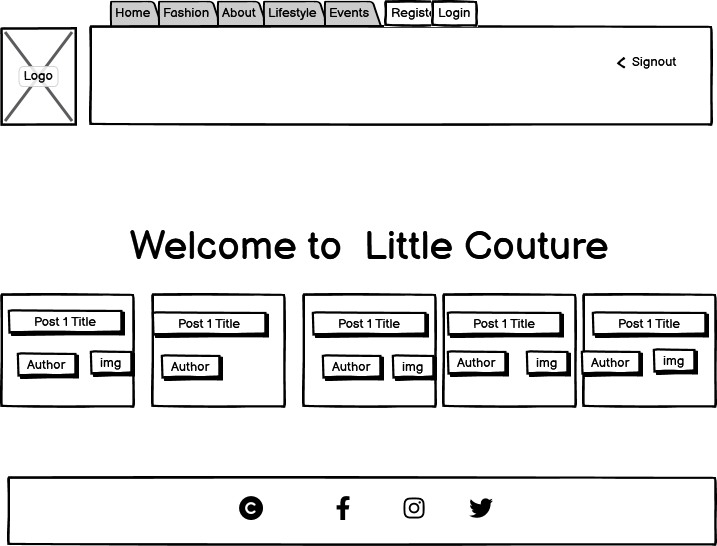 Home Fashion About Lifestyle Events Registe Login
Logo
Signout
Welcome to Little Couture
Post 1 Title Post 1 Title Post 1 Title Post 1 Title Post 1 Title
Author img Author Author img Author img Author img